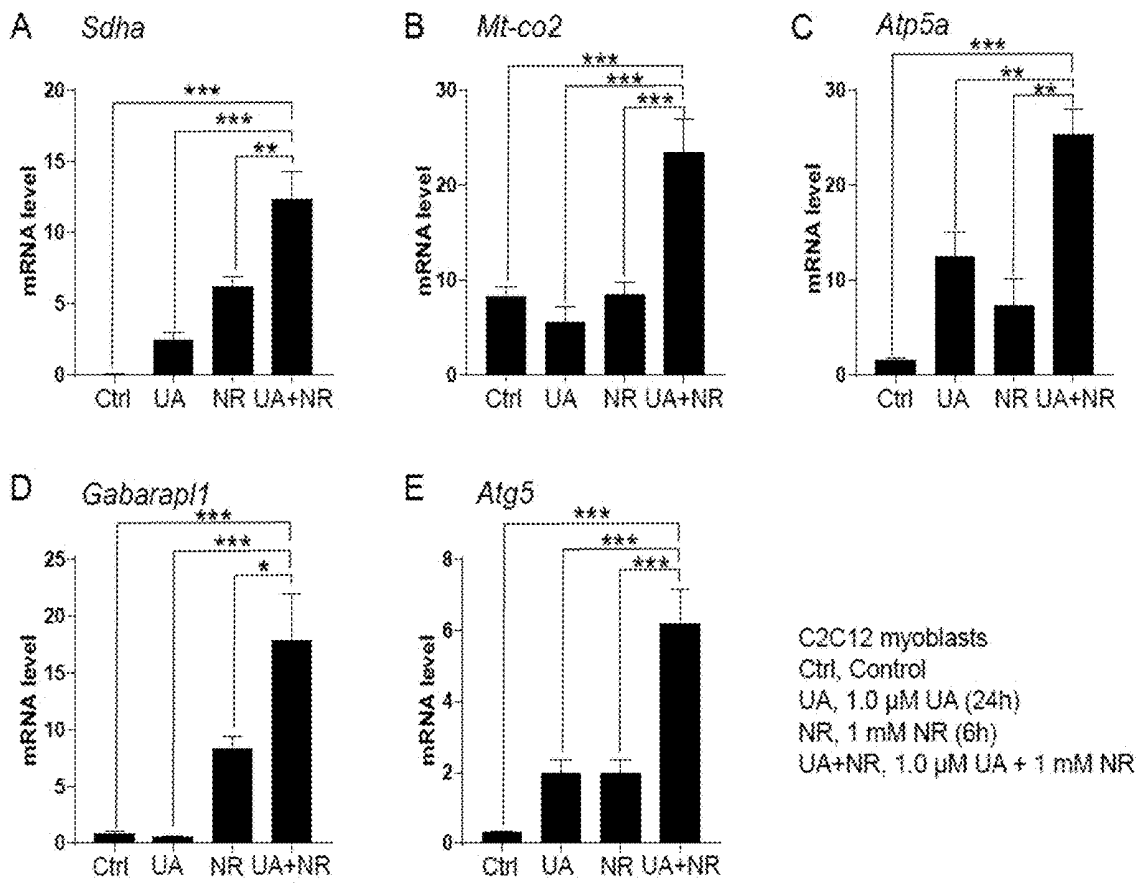 A Sdha
***
***
**
mRNA level
20
15
10
5
0
Ctrl UA NR UA+NR
B Mt-co2
***
***
***
mRNA level
30
20
10
0
Ctrl UA NR UA+NR
C Atp5a
***
**
**
mRNA level
30
20
10
0
Ctrl UA NR UA+NR
D Gabarapl1
***
***
*
mRNA level
25
20
15
10
5
0
Ctrl UA NR UA+NR
E Atg5
***
***
***
mRNA level
8
6
4
2
0
Ctrl UA NR UA+NR
C2C12 myoblasts
Ctrl, Control
UA, 1.0 µM UA (24h)
NR, 1 mM NR (6h)
UA+NR, 1.0 µM UA + 1 mM NR